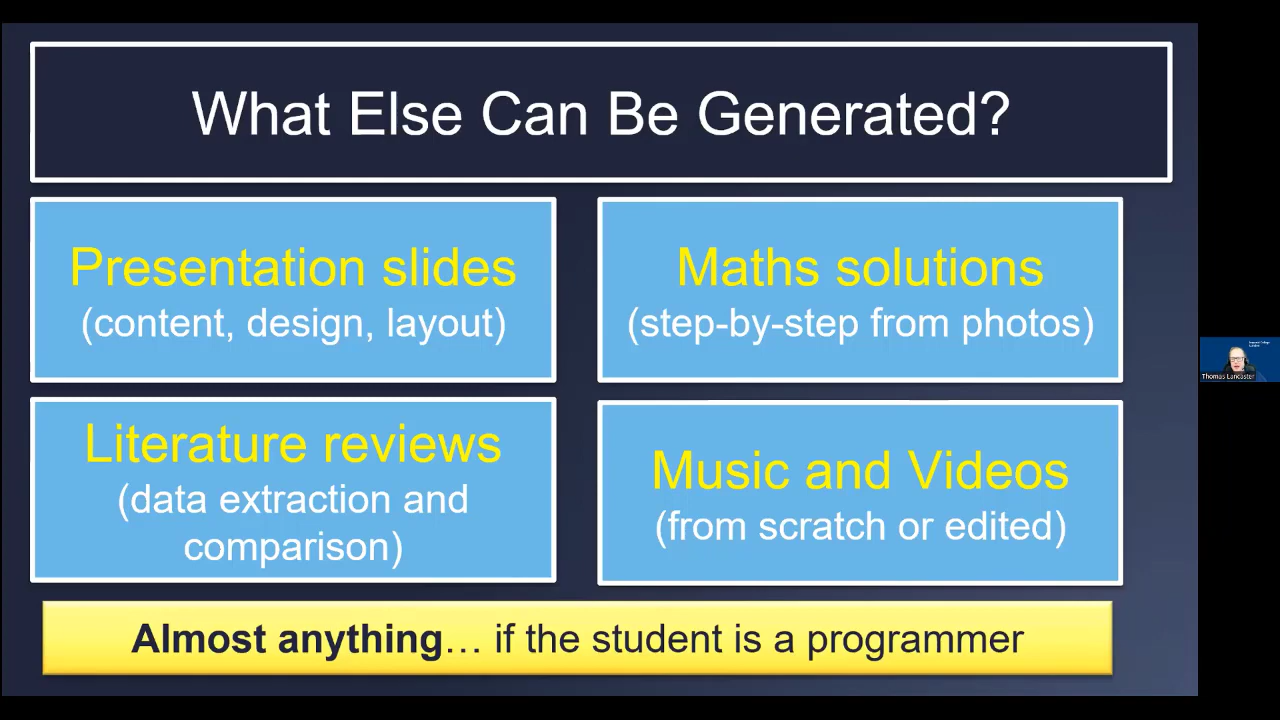 What Else Can Be Generated?
Presentation slides
(content, design, layout)
Maths solutions
(step-by-step from photos)
Literature reviews
(data extraction and
comparison)
Music and Videos
(from scratch or edited)
Almost anything… if the student is a programmer
Thomas Lancaster